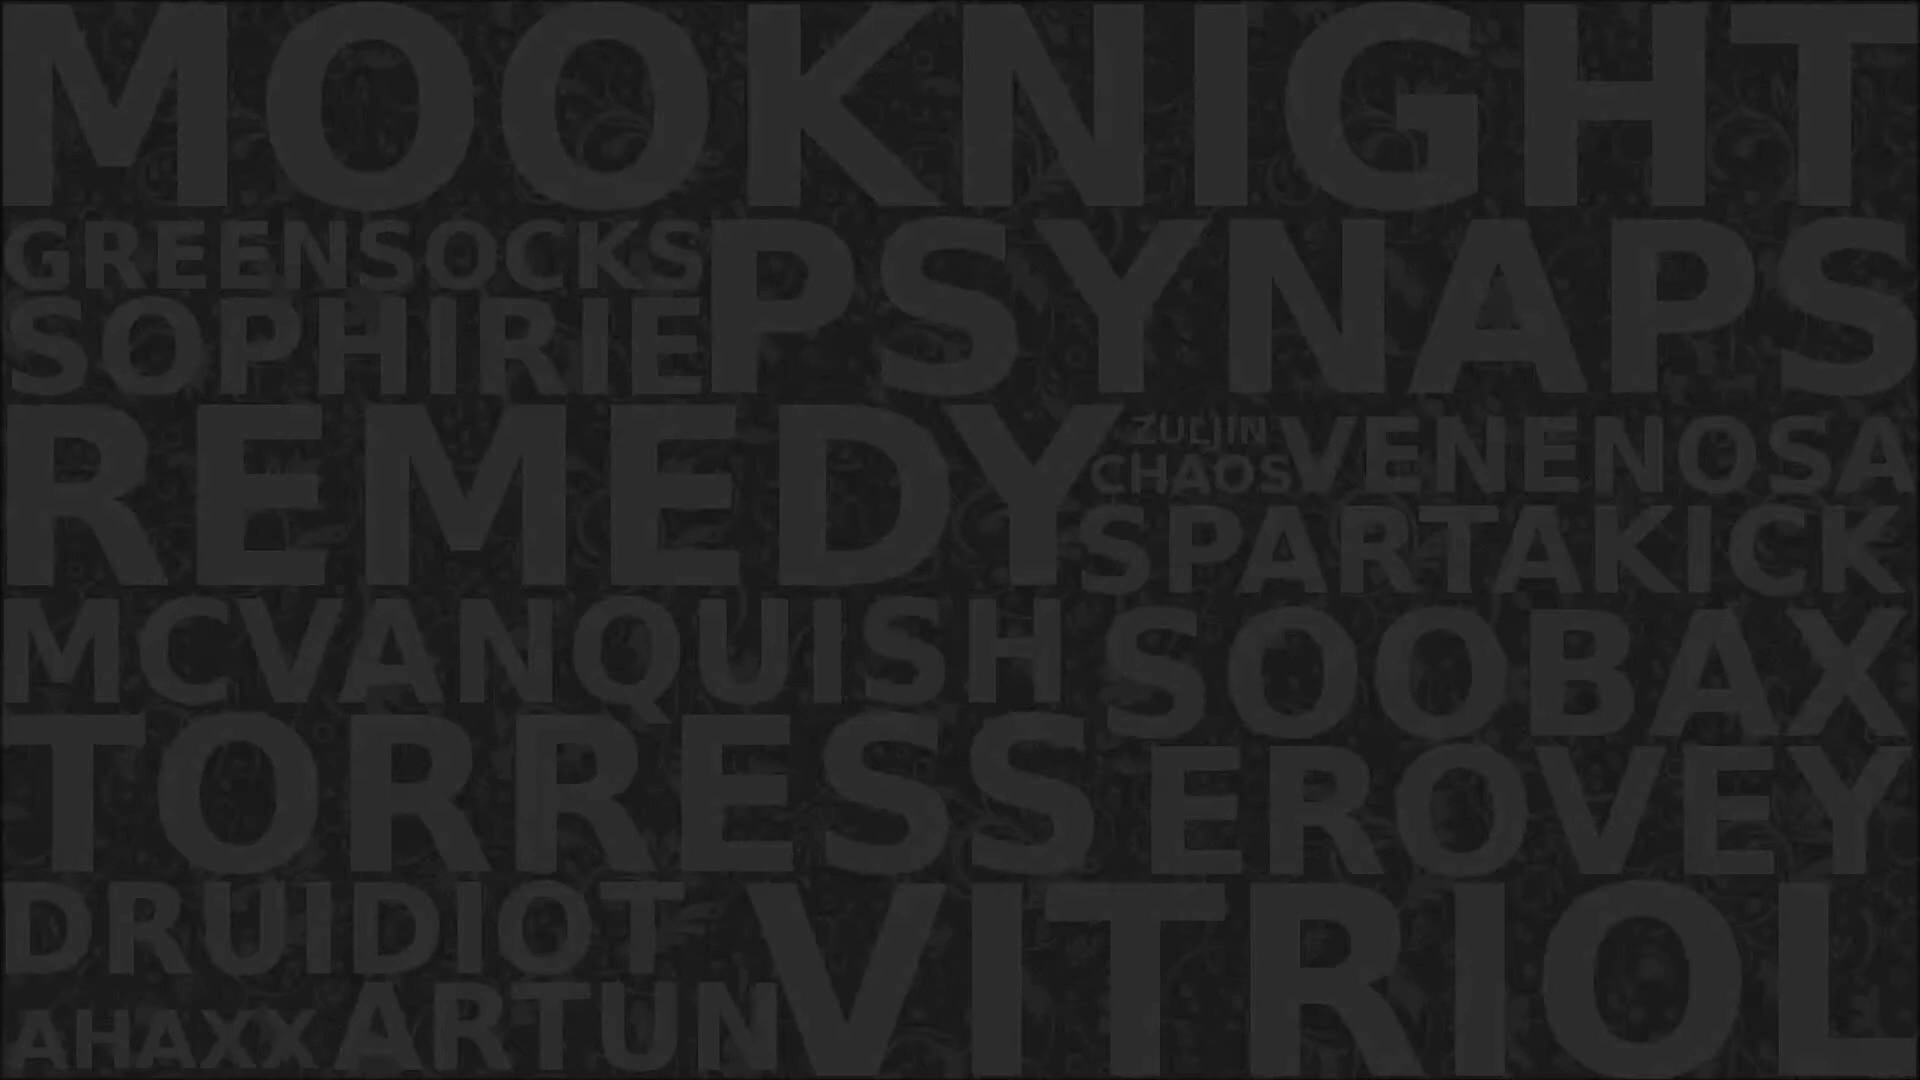 MOOKNIGHT
GREENSOCKS
PSYNAPS
SOPHIRIE
REMEDY
ZULJIN
CHAOS
VENENOSA
SPARTAKICK
MCVANQUISH
SOOBAX
TORRESS
EROVEY
DRUIDIOT
VITRIOL
AHAXX
ARTUN